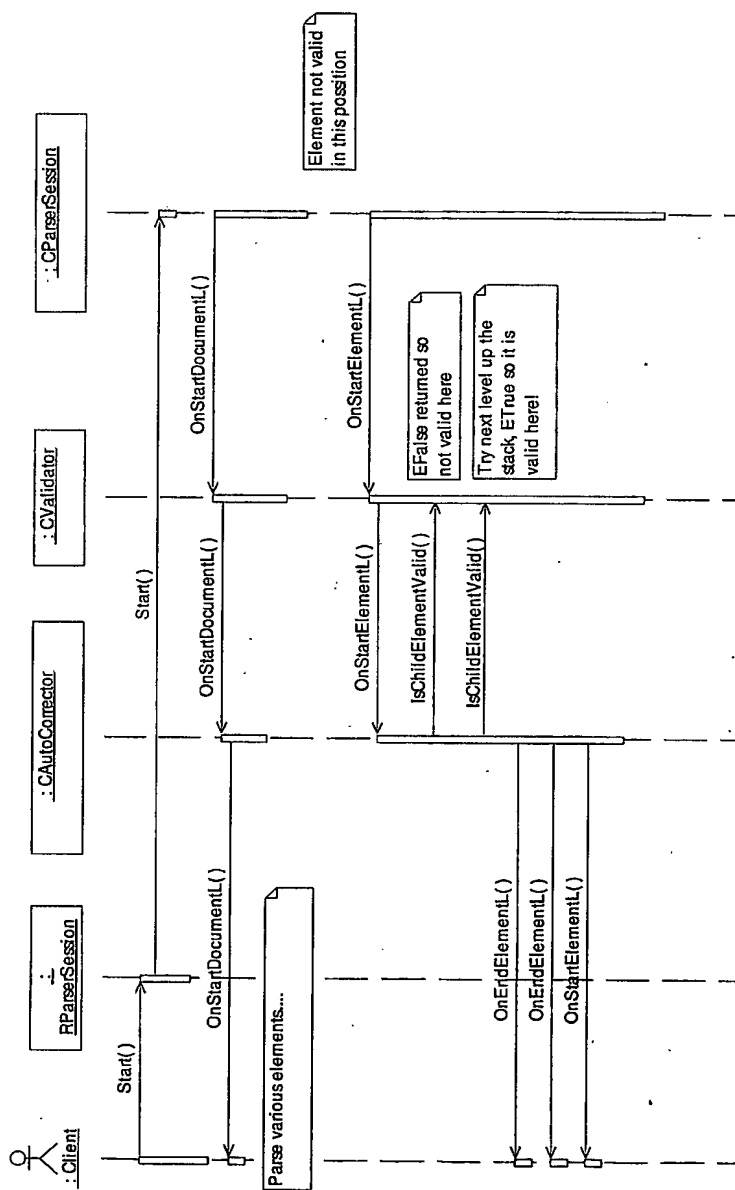 : Client
:
RParserSession
: CAutoCorrector
: CValidator
: CParserSession
Start( )
Start( )
OnStartDocumentL( )
OnStartDocumentL( )
OnStartDocumentL( )
Parse various elements....
Element not valid
in this possition
OnStartElementL( )
OnStartElementL( )
IsChildElementValid( )
EFalse returned so
not valid here
IsChildElementValid( )
Try next level up the
stack, ETrue so it is
valid here!
OnEndElementL( )
OnEndElementL( )
OnStartElementL( )